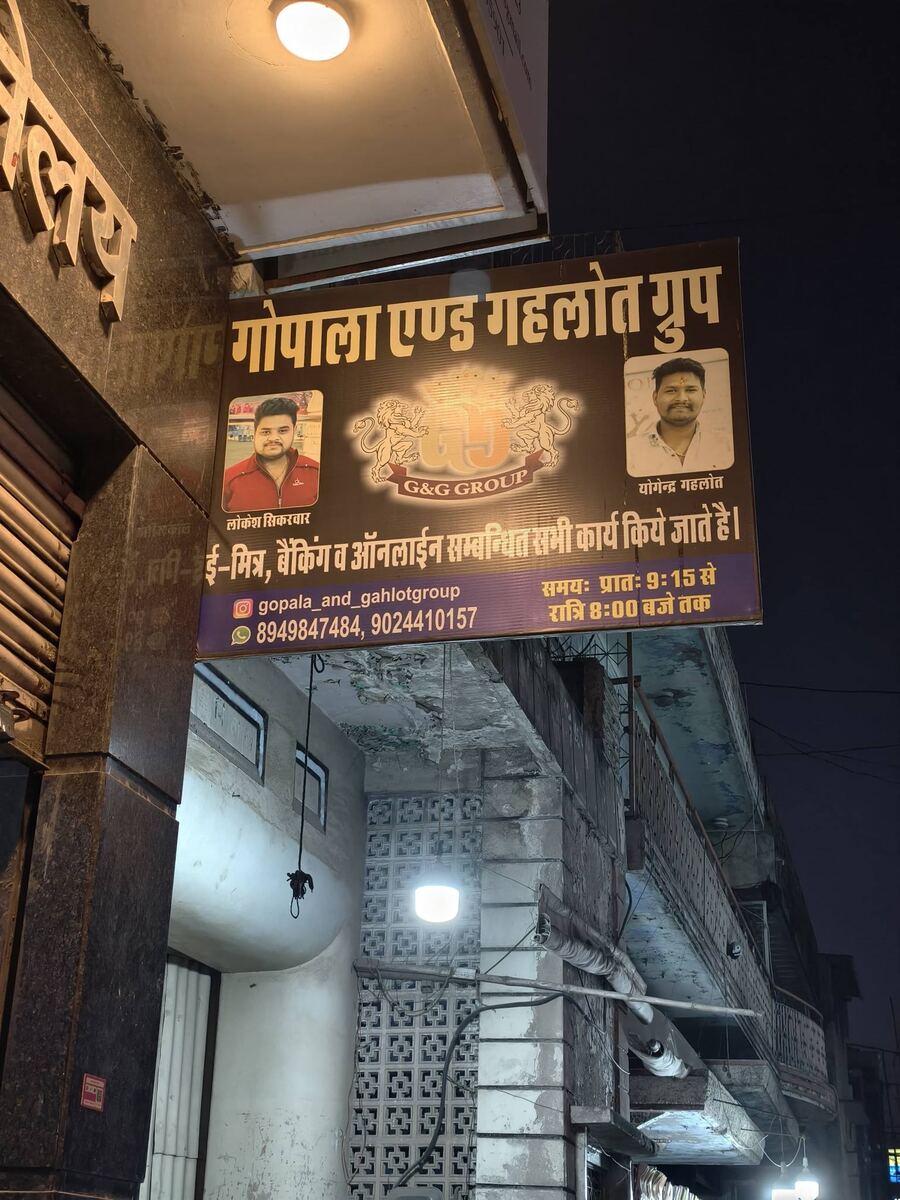 गोपाला एण्ड गहलोत ग्रुप
G&G GROUP
लोकेश सिकरवार
योगेन्द्र गहलोत
ई-मित्र, बैंकिंग व ऑनलाईन सम्बन्धित सभी कार्य किये जाते है।
gopala_and_gahlotgroup
8949847484, 9024410157
समयः प्रातः 9:15 से
रात्रि 8:00 बजे तक